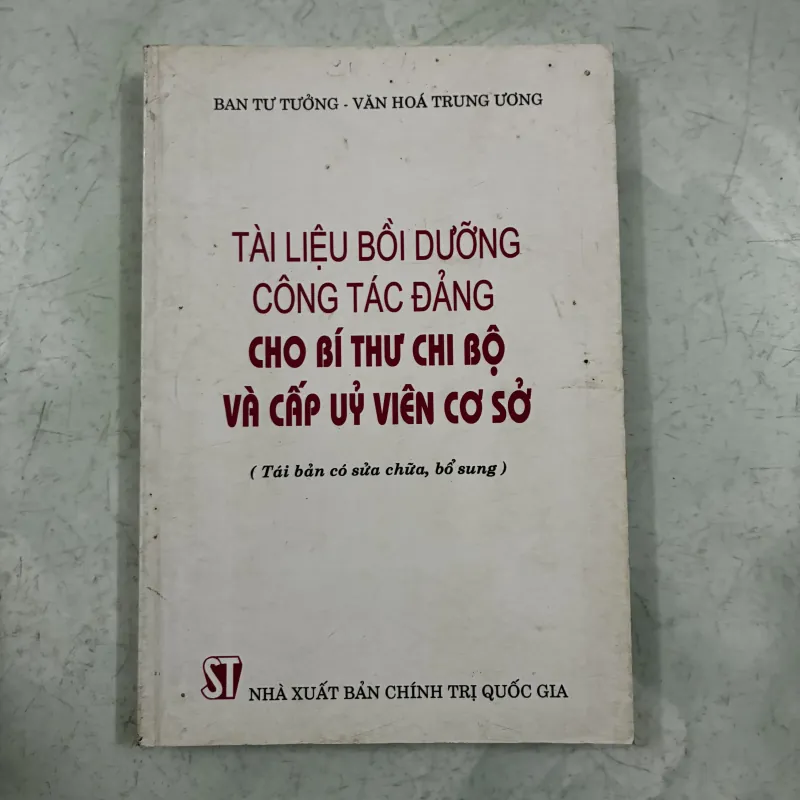 BAN TƯ TƯỞNG - VĂN HOÁ TRUNG ƯƠNG
TÀI LIỆU BỒI DƯỠNG
CÔNG TÁC ĐẢNG
CHO BÍ THƯ CHI BỘ
VÀ CẤP UỶ VIÊN CƠ SỞ
( Tái bản có sửa chữa, bổ sung )
ST NHÀ XUẤT BẢN CHÍNH TRỊ QUỐC GIA